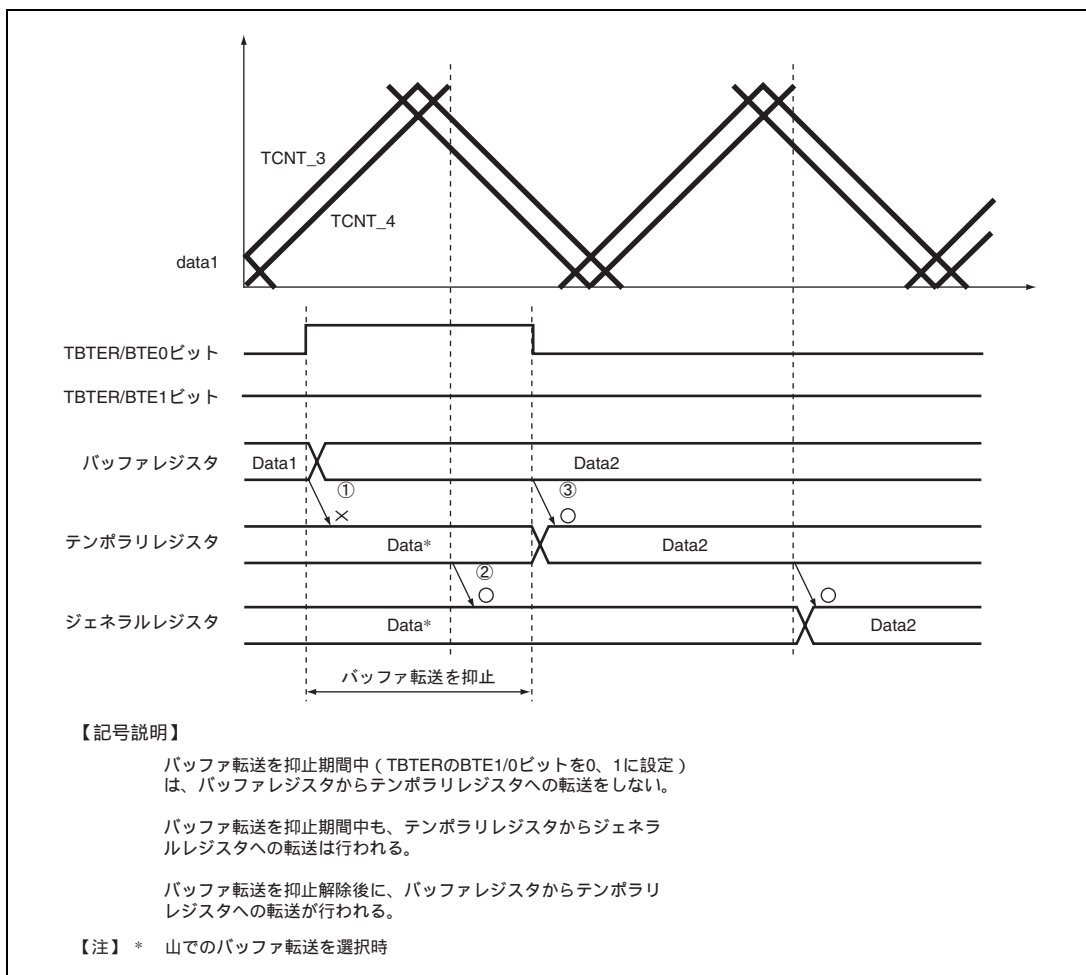 TCNT_3
TCNT_4
data1
TBTER/BTE0ビット
TBTER/BTE1ビット
バッファレジスタ
Data1
Data2
①
×
③
○
テンポラリレジスタ
Data*
Data2
②
○
○
ジェネラルレジスタ
Data*
Data2
バッファ転送を抑止
【記号説明】
バッファ転送を抑止期間中(TBTERのBTE1/0ビットを0、1に設定)
は、バッファレジスタからテンポラリレジスタへの転送をしない。
バッファ転送を抑止期間中も、テンポラリレジスタからジェネラ
ルレジスタへの転送は行われる。
バッファ転送を抑止解除後に、バッファレジスタからテンポラリ
レジスタへの転送が行われる。
【注】 * 山でのバッファ転送を選択時